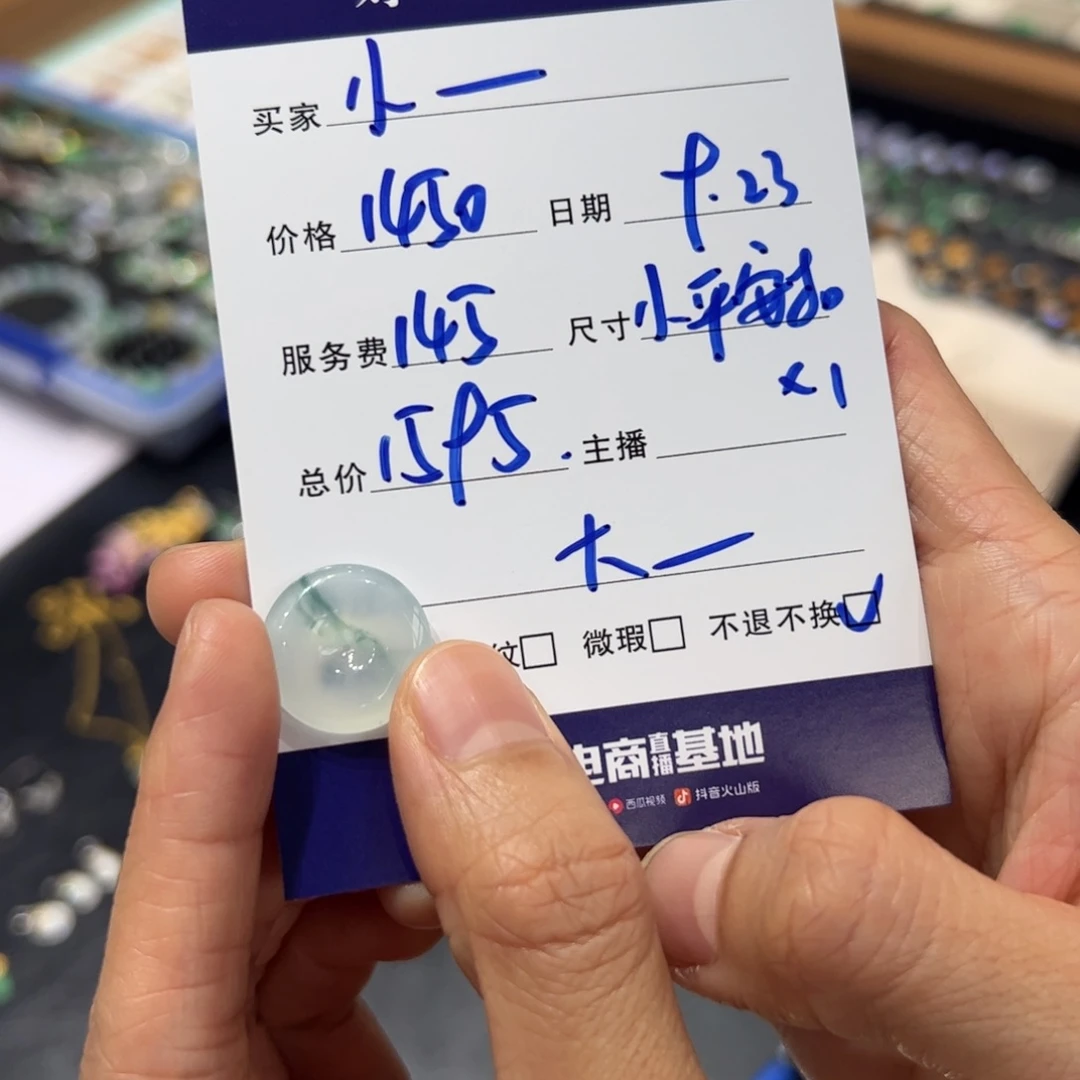 买家 小一
价格 1450 日期 9.23
服务费 145 尺寸 小平安扣
x1
总价 1595. 主播
大一
纹 微瑕 不退不换
电商直播基地
西瓜视频 抖音火山版